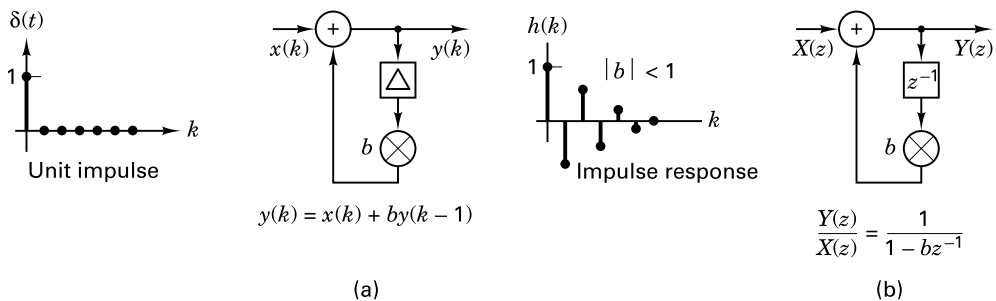 δ(t)
1
k
Unit impulse
x(k)
+
y(k)
△
b
y(k) = x(k) + by(k − 1)
(a)
h(k)
1
|b| < 1
k
Impulse response
X(z)
+
Y(z)
z⁻¹
b
Y(z)
X(z)
=
1
1 − bz⁻¹
(b)